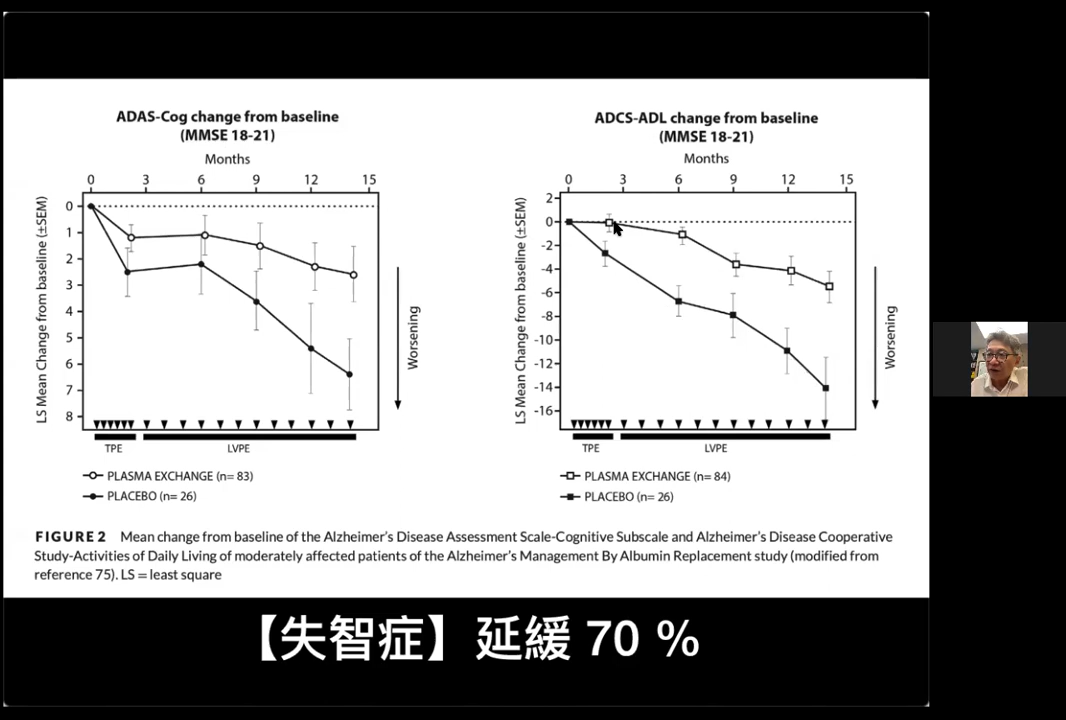 ADAS-Cog change from baseline
(MMSE 18-21)
Months
0 3 6 9 12 15
LS Mean Change from baseline (±SEM)
0
1
2
3
4
5
6
7
8
Worsening
TPE LVPE
PLASMA EXCHANGE (n= 83)
PLACEBO (n= 26)
ADCS-ADL change from baseline
(MMSE 18-21)
Months
0 3 6 9 12 15
LS Mean Change from baseline (±SEM)
2
0
-2
-4
-6
-8
-10
-12
-14
-16
Worsening
TPE LVPE
PLASMA EXCHANGE (n= 84)
PLACEBO (n= 26)
FIGURE 2 Mean change from baseline of the Alzheimer's Disease Assessment Scale-Cognitive Subscale and Alzheimer's Disease Cooperative
Study-Activities of Daily Living of moderately affected patients of the Alzheimer's Management By Albumin Replacement study (modified from
reference 75). LS = least square
【失智症】延緩 70 %